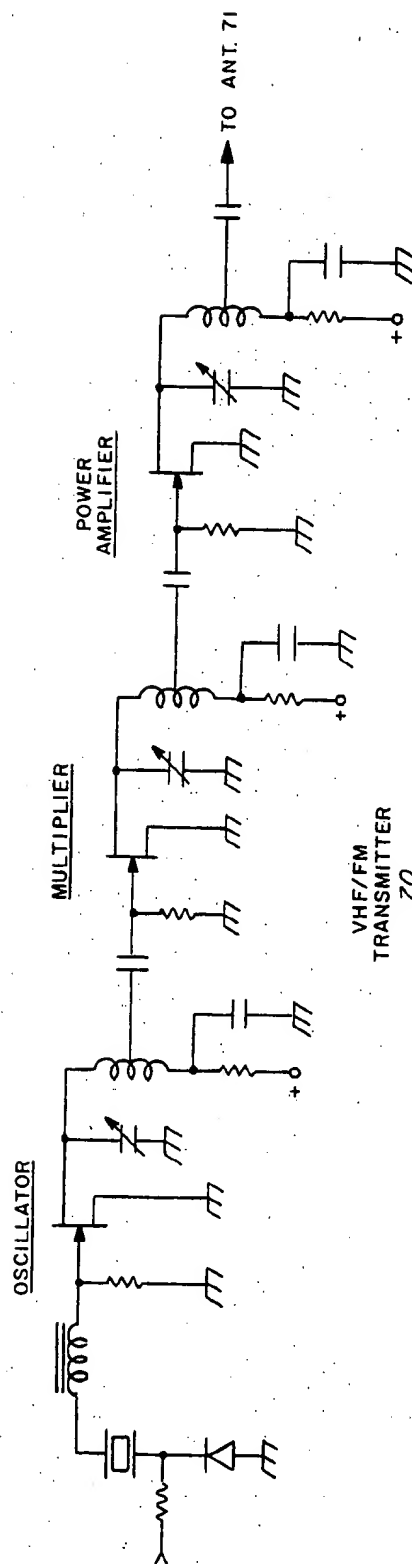 OSCILLATOR
MULTIPLIER
POWER
AMPLIFIER
TO ANT. 71
+
+
+
VHF/FM
TRANSMITTER
70